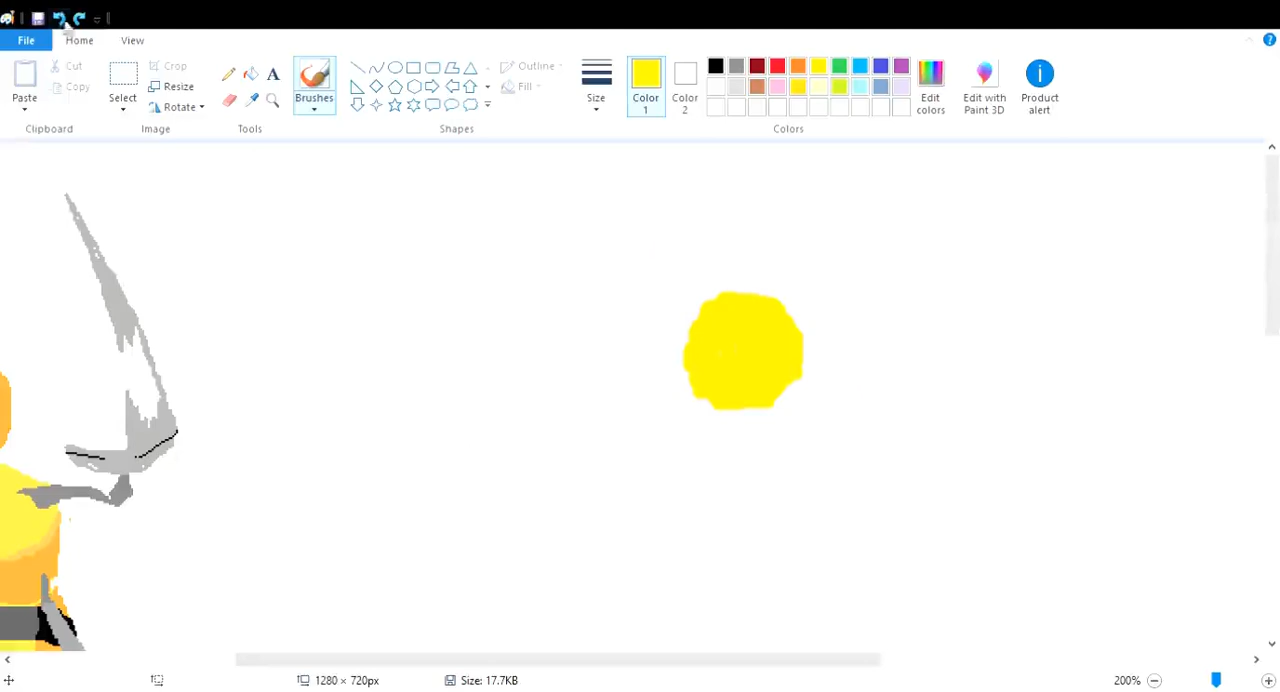 File Home View
Paste
Cut
Copy
Clipboard
Select
Crop
Resize
Rotate
Image
A
Tools
Brushes
Outline
Fill
Shapes
Size
Color 1
Color 2
Edit colors
Edit with Paint 3D
Product alert
Colors
1280 × 720px
Size: 17.7KB
200%